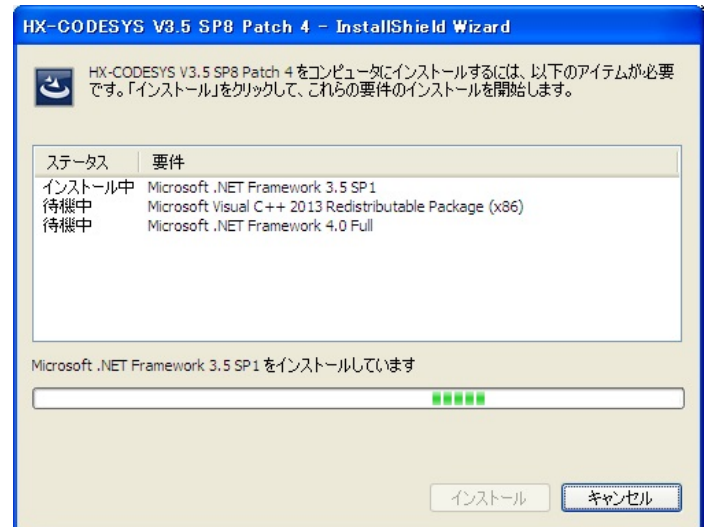 HX-CODESYS V3.5 SP8 Patch 4 - InstallShield Wizard
HX-CODESYS V3.5 SP8 Patch 4 をコンピュータにインストールするには、以下のアイテムが必要
です。「インストール」をクリックして、これらの要件のインストールを開始します。
ステータス 要件
インストール中 Microsoft .NET Framework 3.5 SP1
待機中 Microsoft Visual C++ 2013 Redistributable Package (x86)
待機中 Microsoft .NET Framework 4.0 Full
Microsoft .NET Framework 3.5 SP1 をインストールしています
インストール キャンセル